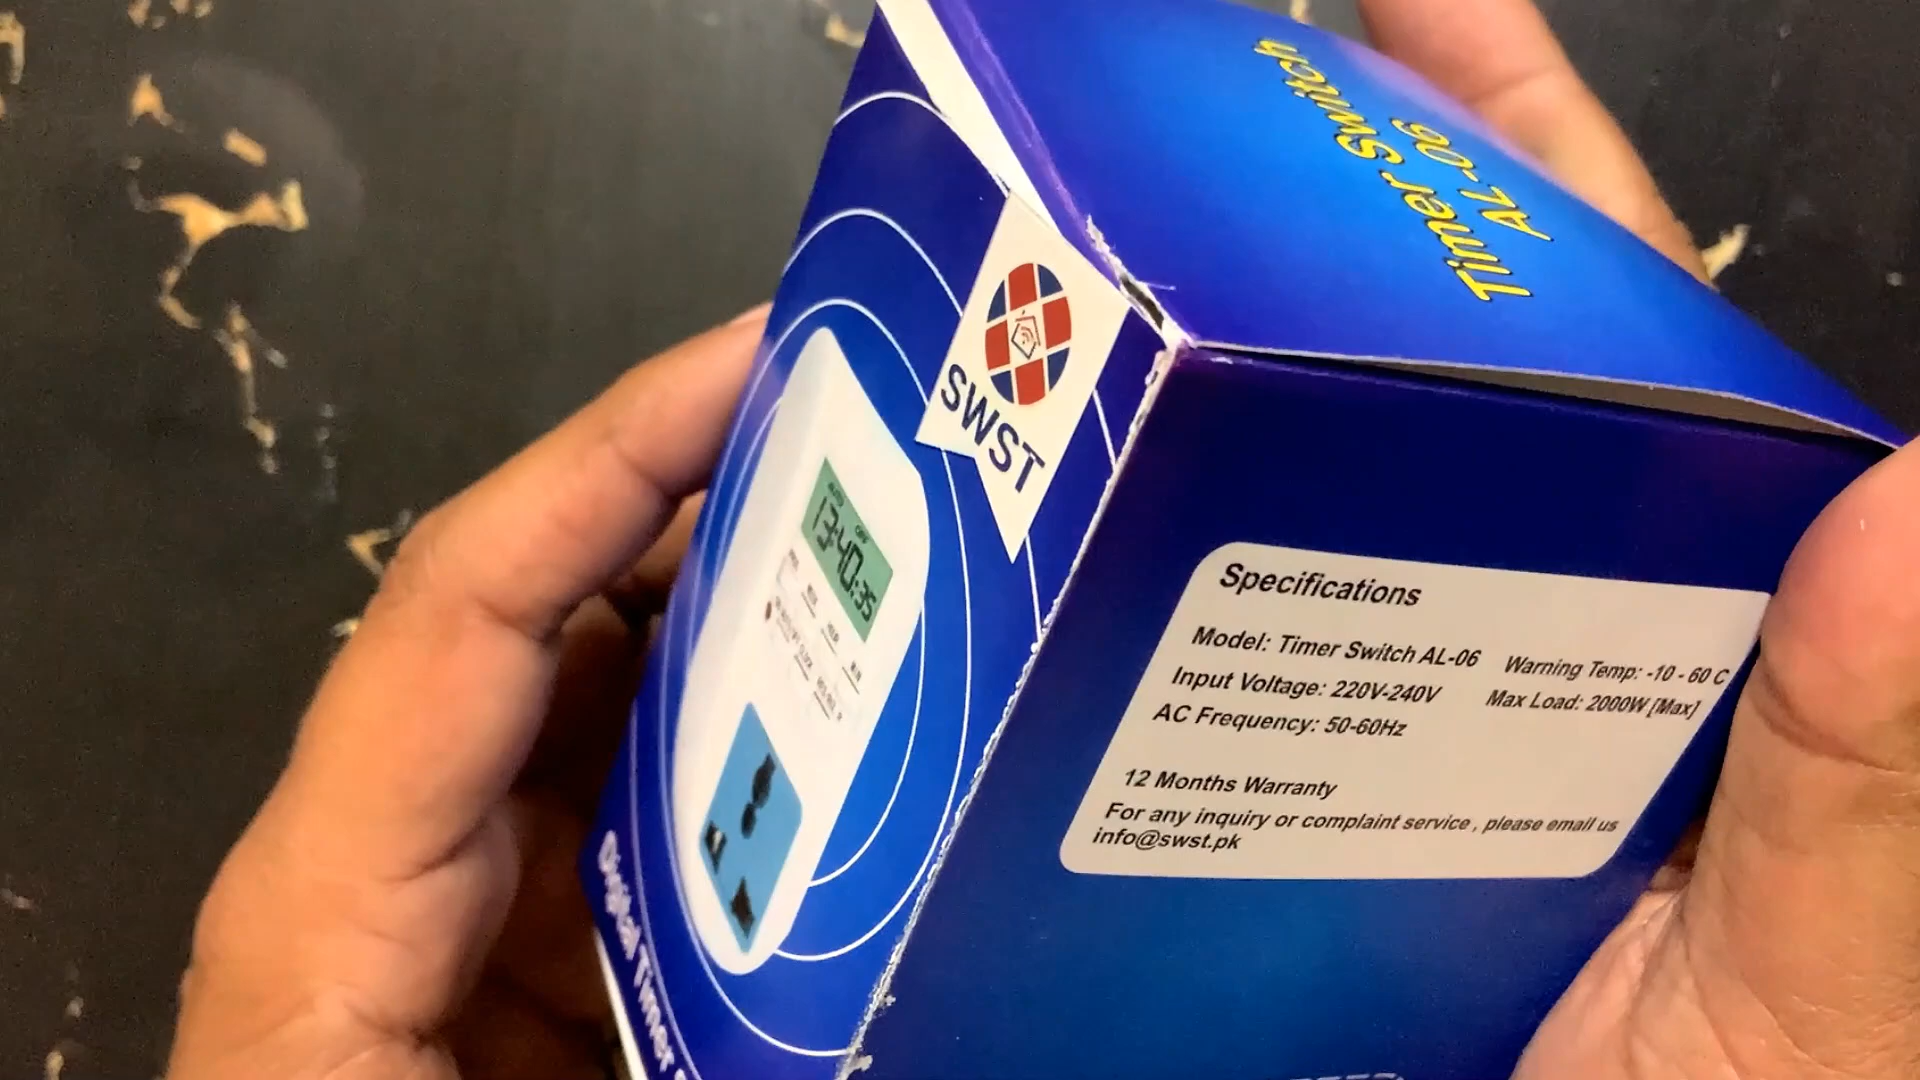 Timer Switch
AL-06
SWST
AUTO
OFF
13:40:35
Digital Timer
Specifications
Model: Timer Switch AL-06
Input Voltage: 220V-240V
AC Frequency: 50-60Hz
Warning Temp: -10 - 60 C
Max Load: 2000W [Max]
12 Months Warranty
For any inquiry or complaint service , please email us
info@swst.pk